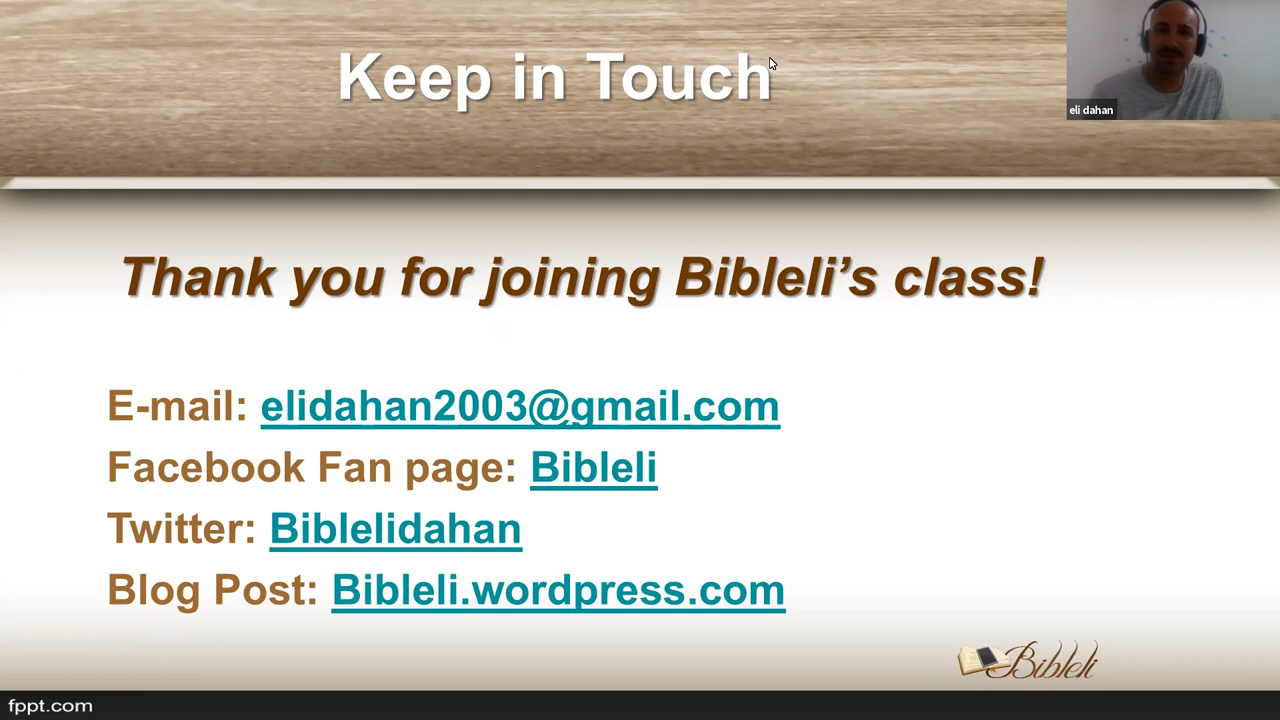 Keep in Touch
eli dahan
Thank you for joining Bibleli’s class!
E-mail: elidahan2003@gmail.com
Facebook Fan page: Bibleli
Twitter: Biblelidahan
Blog Post: Bibleli.wordpress.com
Bibleli
fppt.com